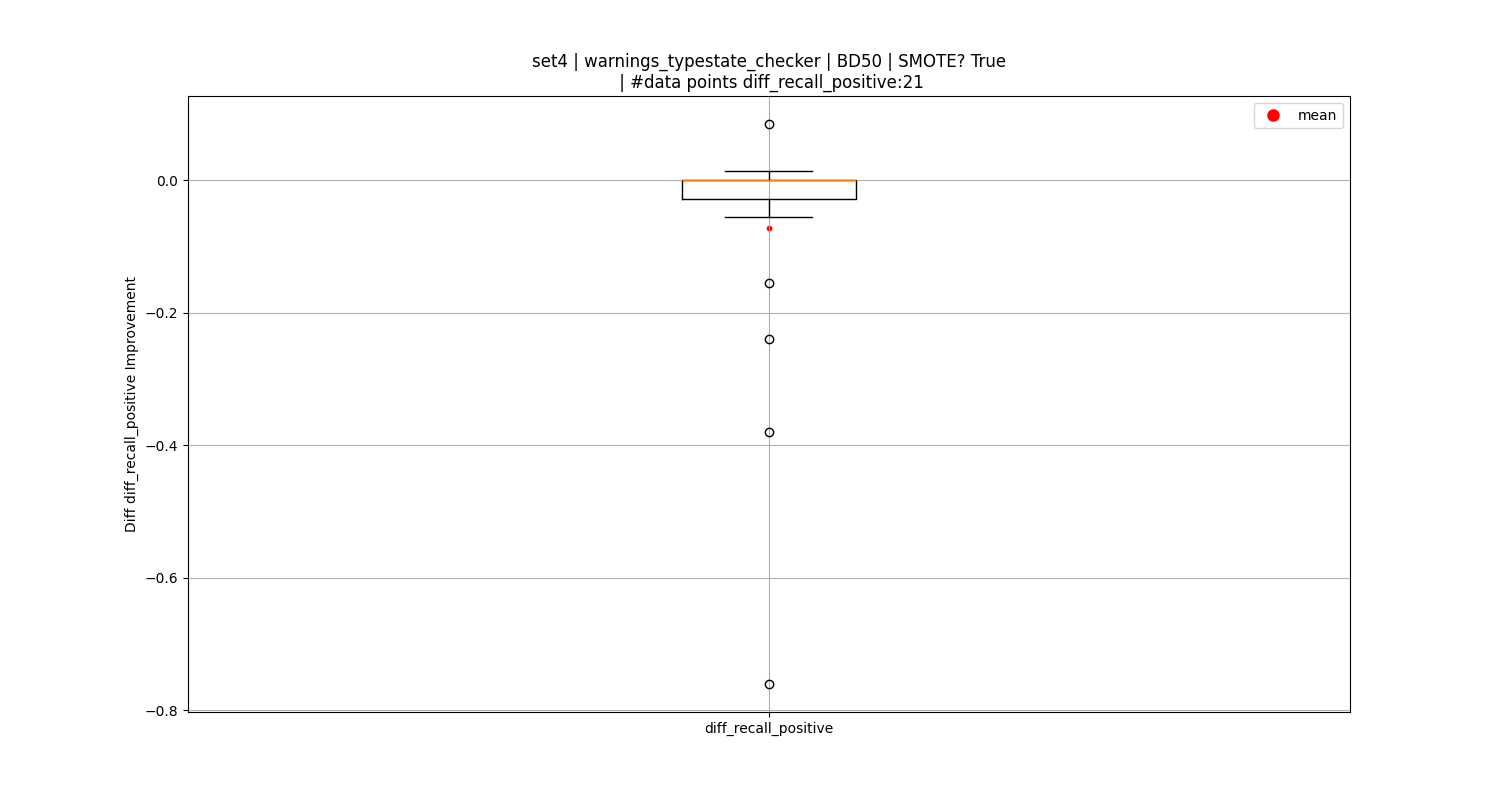 set4 | warnings_typestate_checker | BD50 | SMOTE? True
| #data points diff_recall_positive:21
mean
0.0
−0.2
−0.4
−0.6
−0.8
Diff diff_recall_positive Improvement
diff_recall_positive